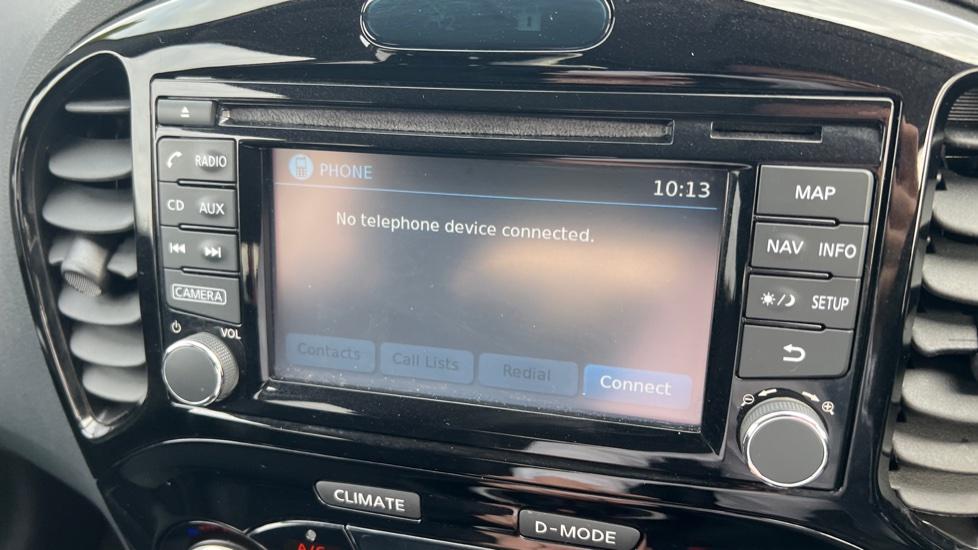 RADIO
CD AUX
CAMERA
VOL
PHONE
10:13
No telephone device connected.
Contacts
Call Lists
Redial
Connect
MAP
NAV INFO
SETUP
CLIMATE
D-MODE
A/C